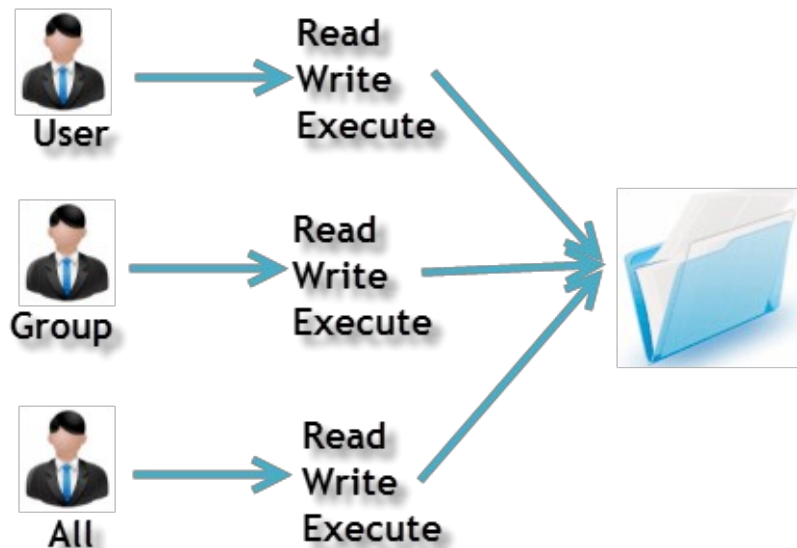 User
Read
Write
Execute
Group
Read
Write
Execute
All
Read
Write
Execute